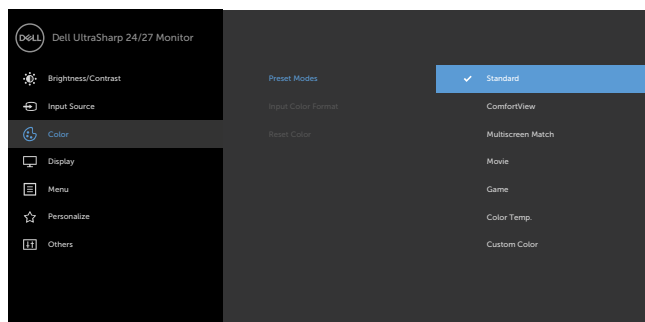 DELL Dell UltraSharp 24/27 Monitor
Brightness/Contrast
Input Source
Color
Display
Menu
Personalize
Others
Preset Modes
Input Color Format
Reset Color
Standard
ComfortView
Multiscreen Match
Movie
Game
Color Temp.
Custom Color